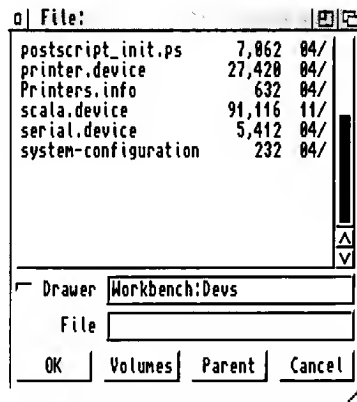 File:
postscript_init.ps 7,062 04/
printer.device 27,420 04/
Printers.info 632 04/
scala.device 91,116 11/
serial.device 5,412 04/
system-configuration 232 04/
Drawer Workbench:Devs
File
OK Volumes Parent Cancel